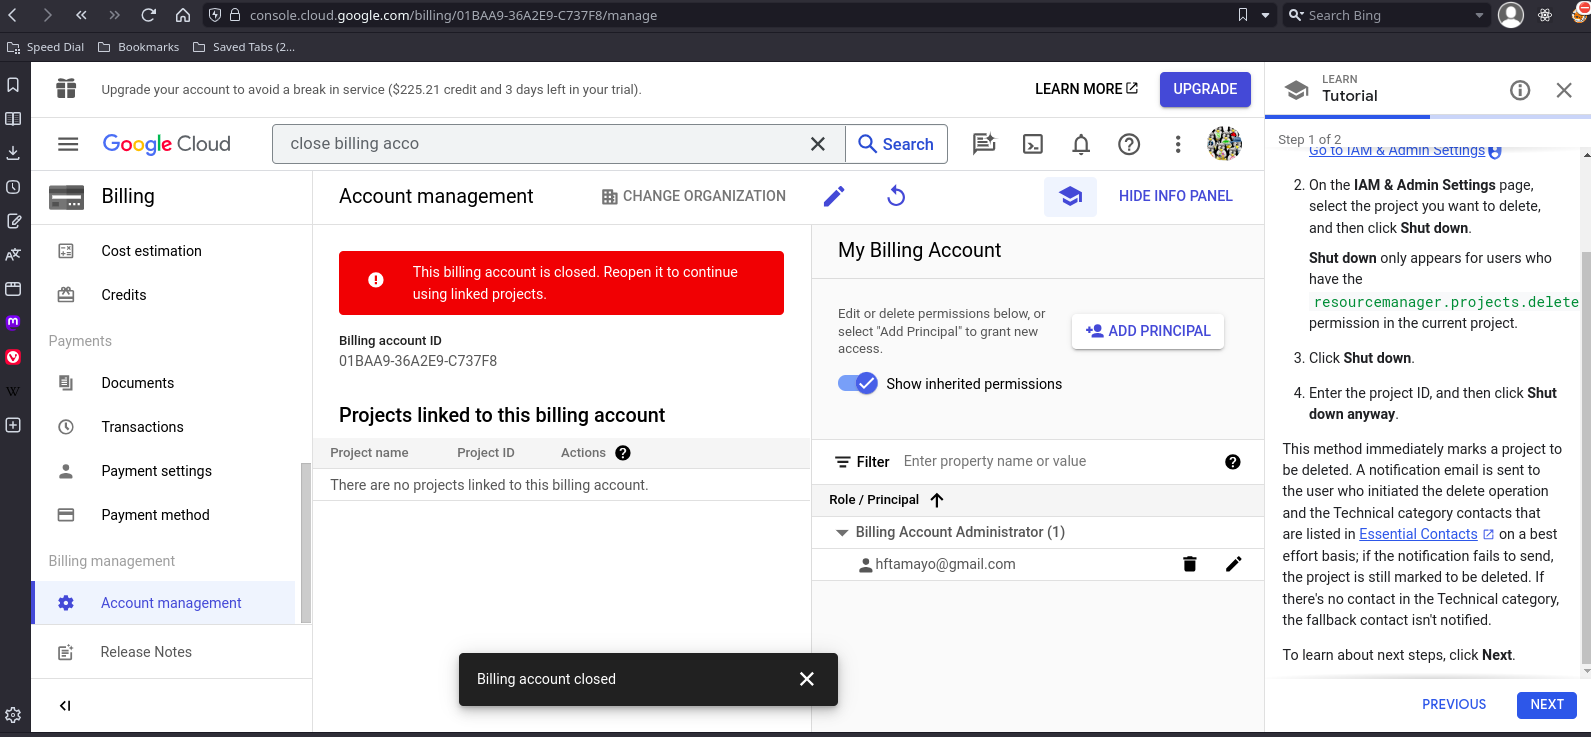 console.cloud.google.com/billing/01BAA9-36A2E9-C737F8/manage
Search Bing
Speed Dial
Bookmarks
Saved Tabs (2...
Upgrade your account to avoid a break in service ($225.21 credit and 3 days left in your trial).
LEARN MORE
UPGRADE
Google Cloud
close billing acco
Search
Billing
Cost estimation
Credits
Payments
Documents
Transactions
Payment settings
Payment method
Billing management
Account management
Release Notes
Account management
CHANGE ORGANIZATION
HIDE INFO PANEL
This billing account is closed. Reopen it to continue
using linked projects.
Billing account ID
01BAA9-36A2E9-C737F8
Projects linked to this billing account
Project name
Project ID
Actions
There are no projects linked to this billing account.
My Billing Account
Edit or delete permissions below, or
select "Add Principal" to grant new
access.
ADD PRINCIPAL
Show inherited permissions
Filter
Enter property name or value
Role / Principal
Billing Account Administrator (1)
hftamayo@gmail.com
Billing account closed
LEARN
Tutorial
Step 1 of 2
Go to IAM & Admin Settings
2. On the IAM & Admin Settings page,
select the project you want to delete,
and then click Shut down.
Shut down only appears for users who
have the
resourcemanager.projects.delete
permission in the current project.
3. Click Shut down.
4. Enter the project ID, and then click Shut
down anyway.
This method immediately marks a project to
be deleted. A notification email is sent to
the user who initiated the delete operation
and the Technical category contacts that
are listed in Essential Contacts on a best
effort basis; if the notification fails to send,
the project is still marked to be deleted. If
there's no contact in the Technical category,
the fallback contact isn't notified.
To learn about next steps, click Next.
PREVIOUS
NEXT